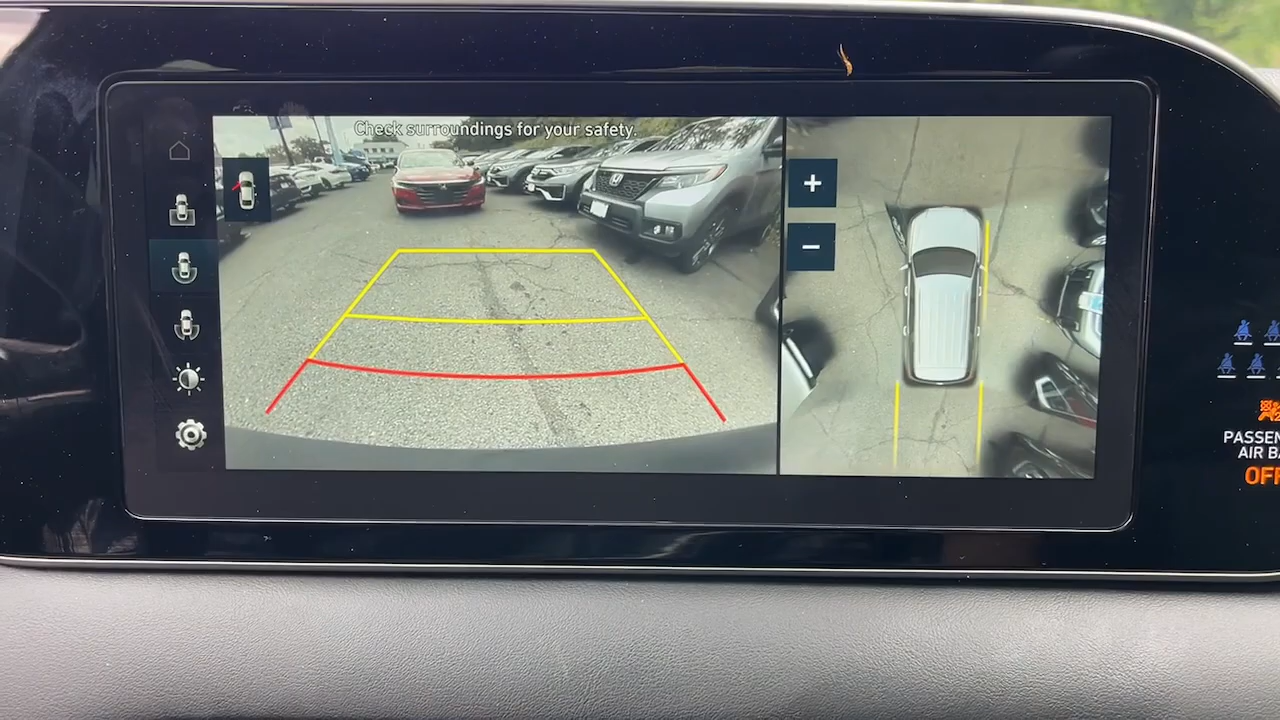 Check surroundings for your safety.
+
−
PASSEN
AIR BA
OFF